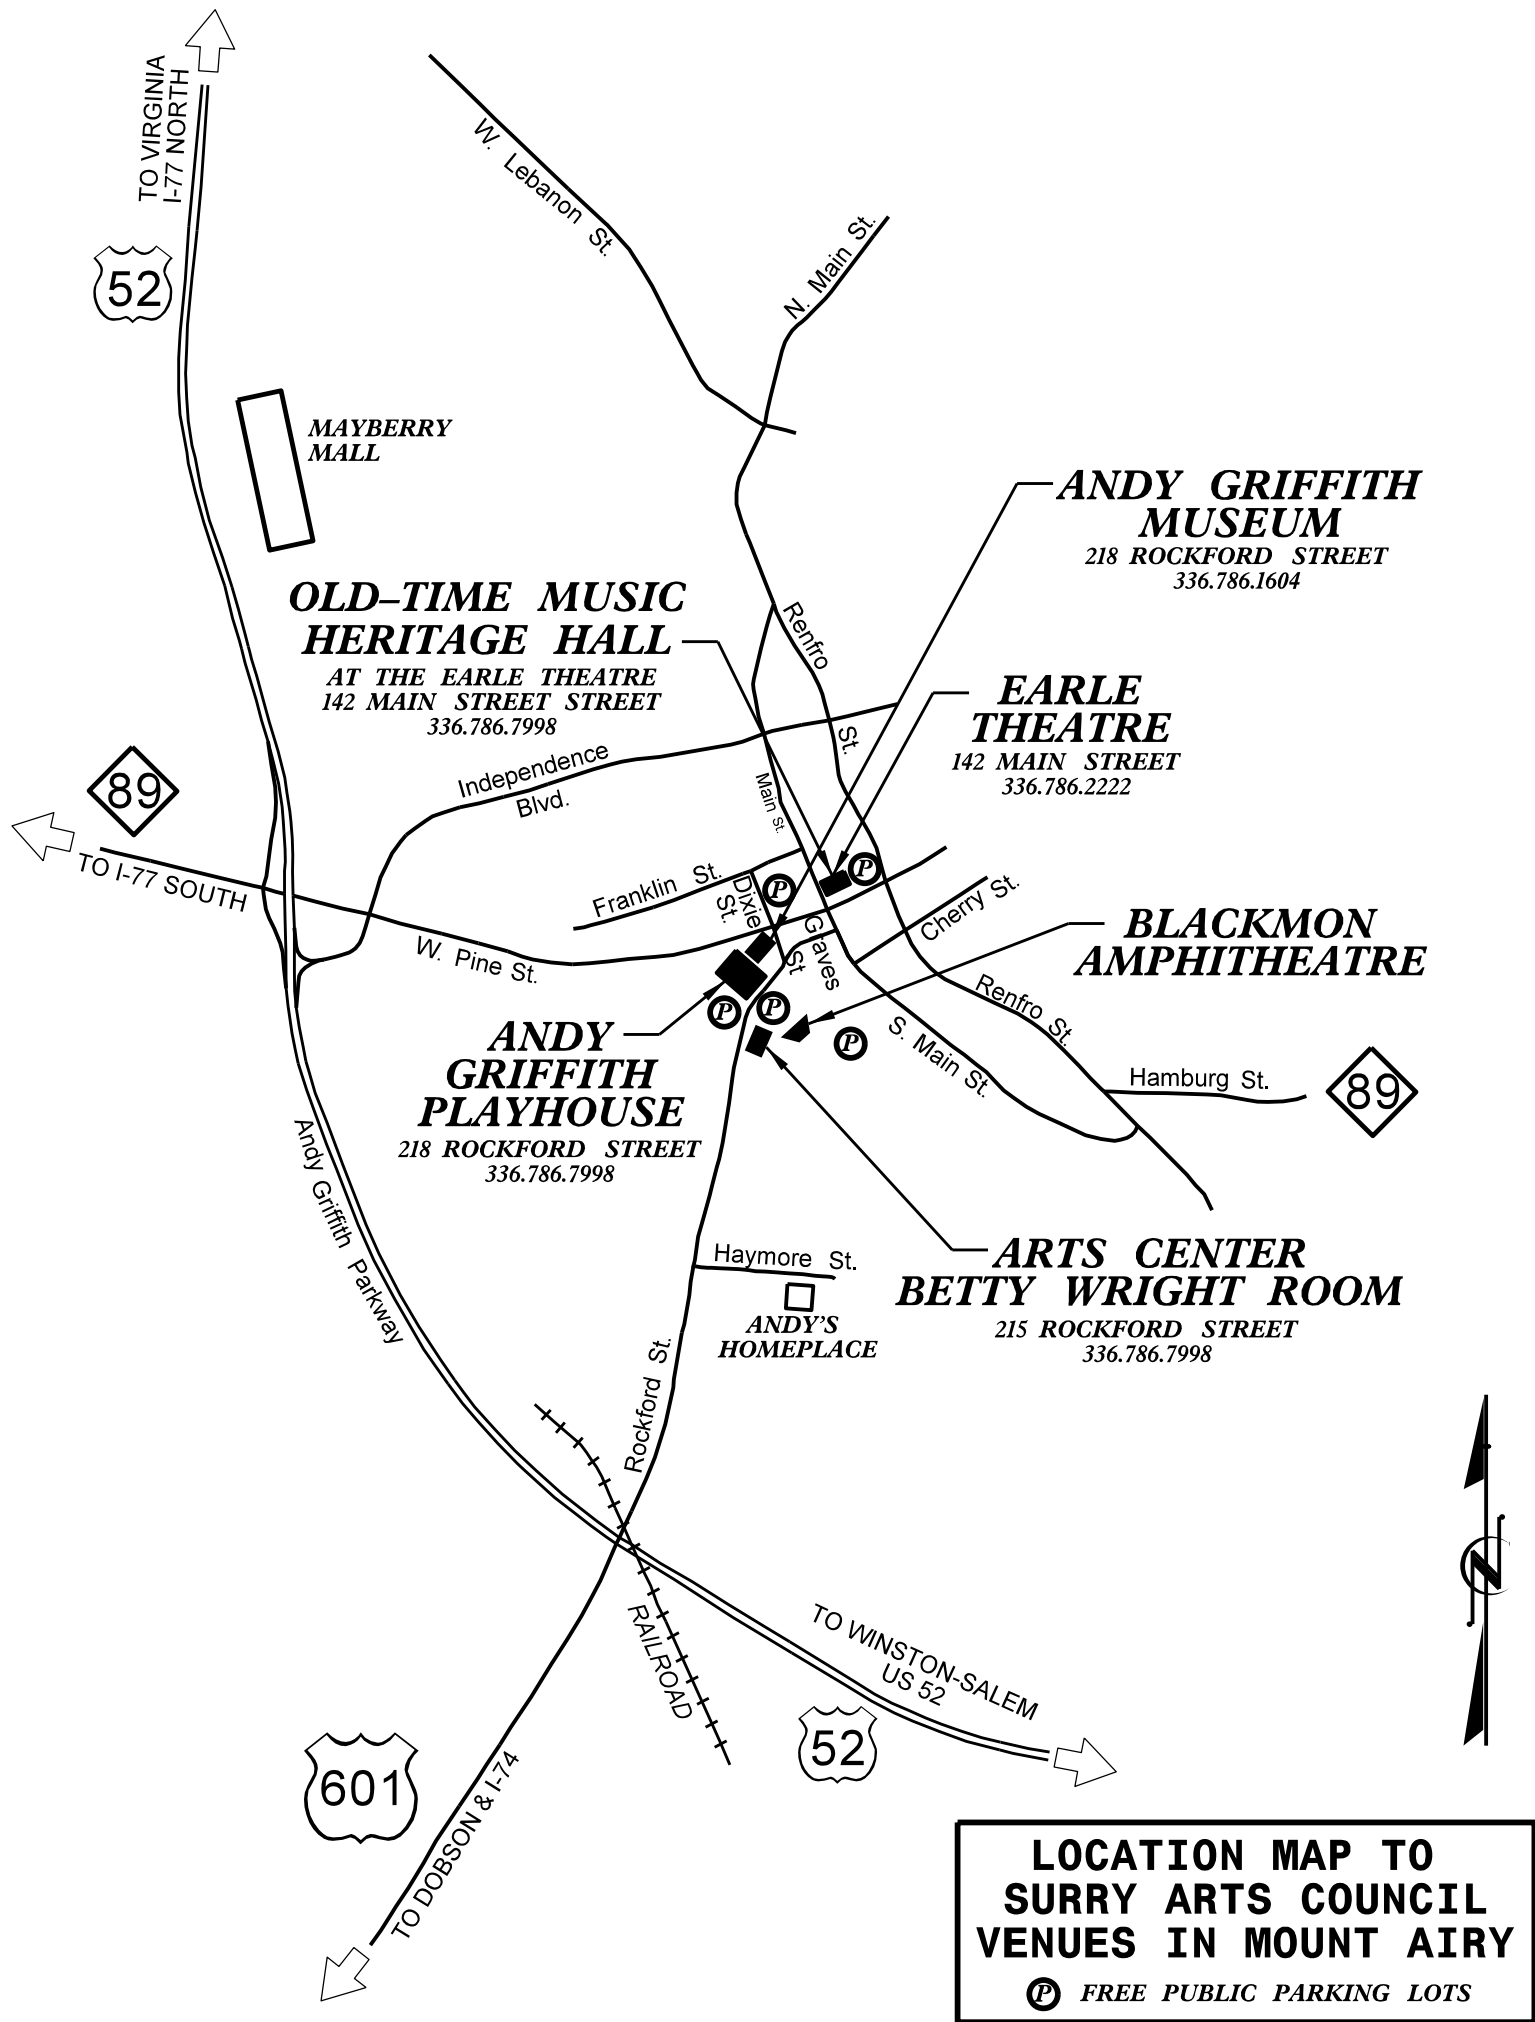 TO VIRGINIA
I-77 NORTH
52
W. Lebanon St.
N. Main St.
MAYBERRY
MALL
ANDY GRIFFITH
MUSEUM
218 ROCKFORD STREET
336.786.1604
OLD-TIME MUSIC
HERITAGE HALL
AT THE EARLE THEATRE
142 MAIN STREET STREET
336.786.7998
Renfro St.
EARLE
THEATRE
142 MAIN STREET
336.786.2222
89
TO I-77 SOUTH
Independence
Blvd.
Main St.
Franklin St.
Dixie
St.
P
P
Graves
St
Cherry St.
W. Pine St.
BLACKMON
AMPHITHEATRE
P
P
P
Renfro St.
S. Main St.
Hamburg St.
89
ANDY
GRIFFITH
PLAYHOUSE
218 ROCKFORD STREET
336.786.7998
Andy Griffith Parkway
Haymore St.
ANDY'S
HOMEPLACE
ARTS CENTER
BETTY WRIGHT ROOM
215 ROCKFORD STREET
336.786.7998
Rockford St.
N
RAILROAD
TO WINSTON-SALEM
US 52
52
601
TO DOBSON & I-74
LOCATION MAP TO
SURRY ARTS COUNCIL
VENUES IN MOUNT AIRY
P FREE PUBLIC PARKING LOTS